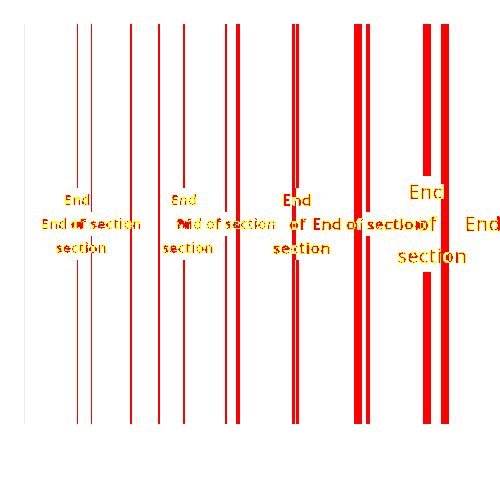 End End End End
End of section End of section of End of section of End
section section section section